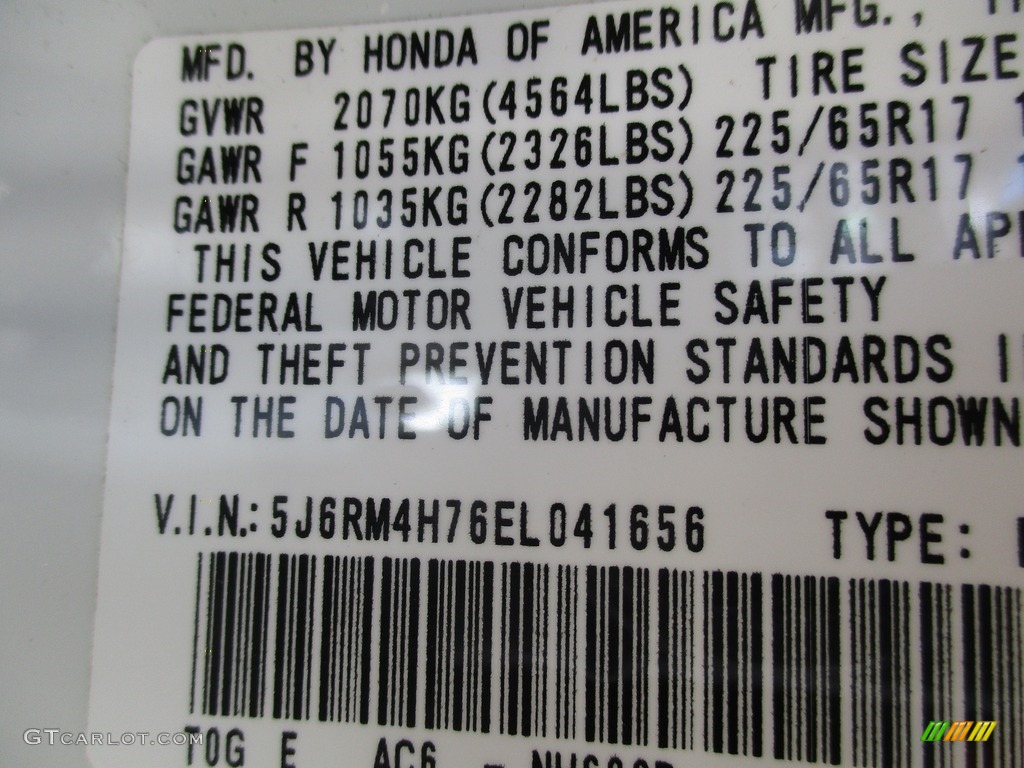 MFD. BY HONDA OF AMERICA MFG.,
GVWR 2070KG(4564LBS) TIRE SIZE
GAWR F 1055KG(2326LBS) 225/65R17
GAWR R 1035KG(2282LBS) 225/65R17
THIS VEHICLE CONFORMS TO ALL
FEDERAL MOTOR VEHICLE SAFETY
AND THEFT PREVENTION STANDARDS
ON THE DATE OF MANUFACTURE SHOWN
V.I.N.: 5J6RM4H76EL041656 TYPE:
T0G E AC6 -
GTCARLOT.COM